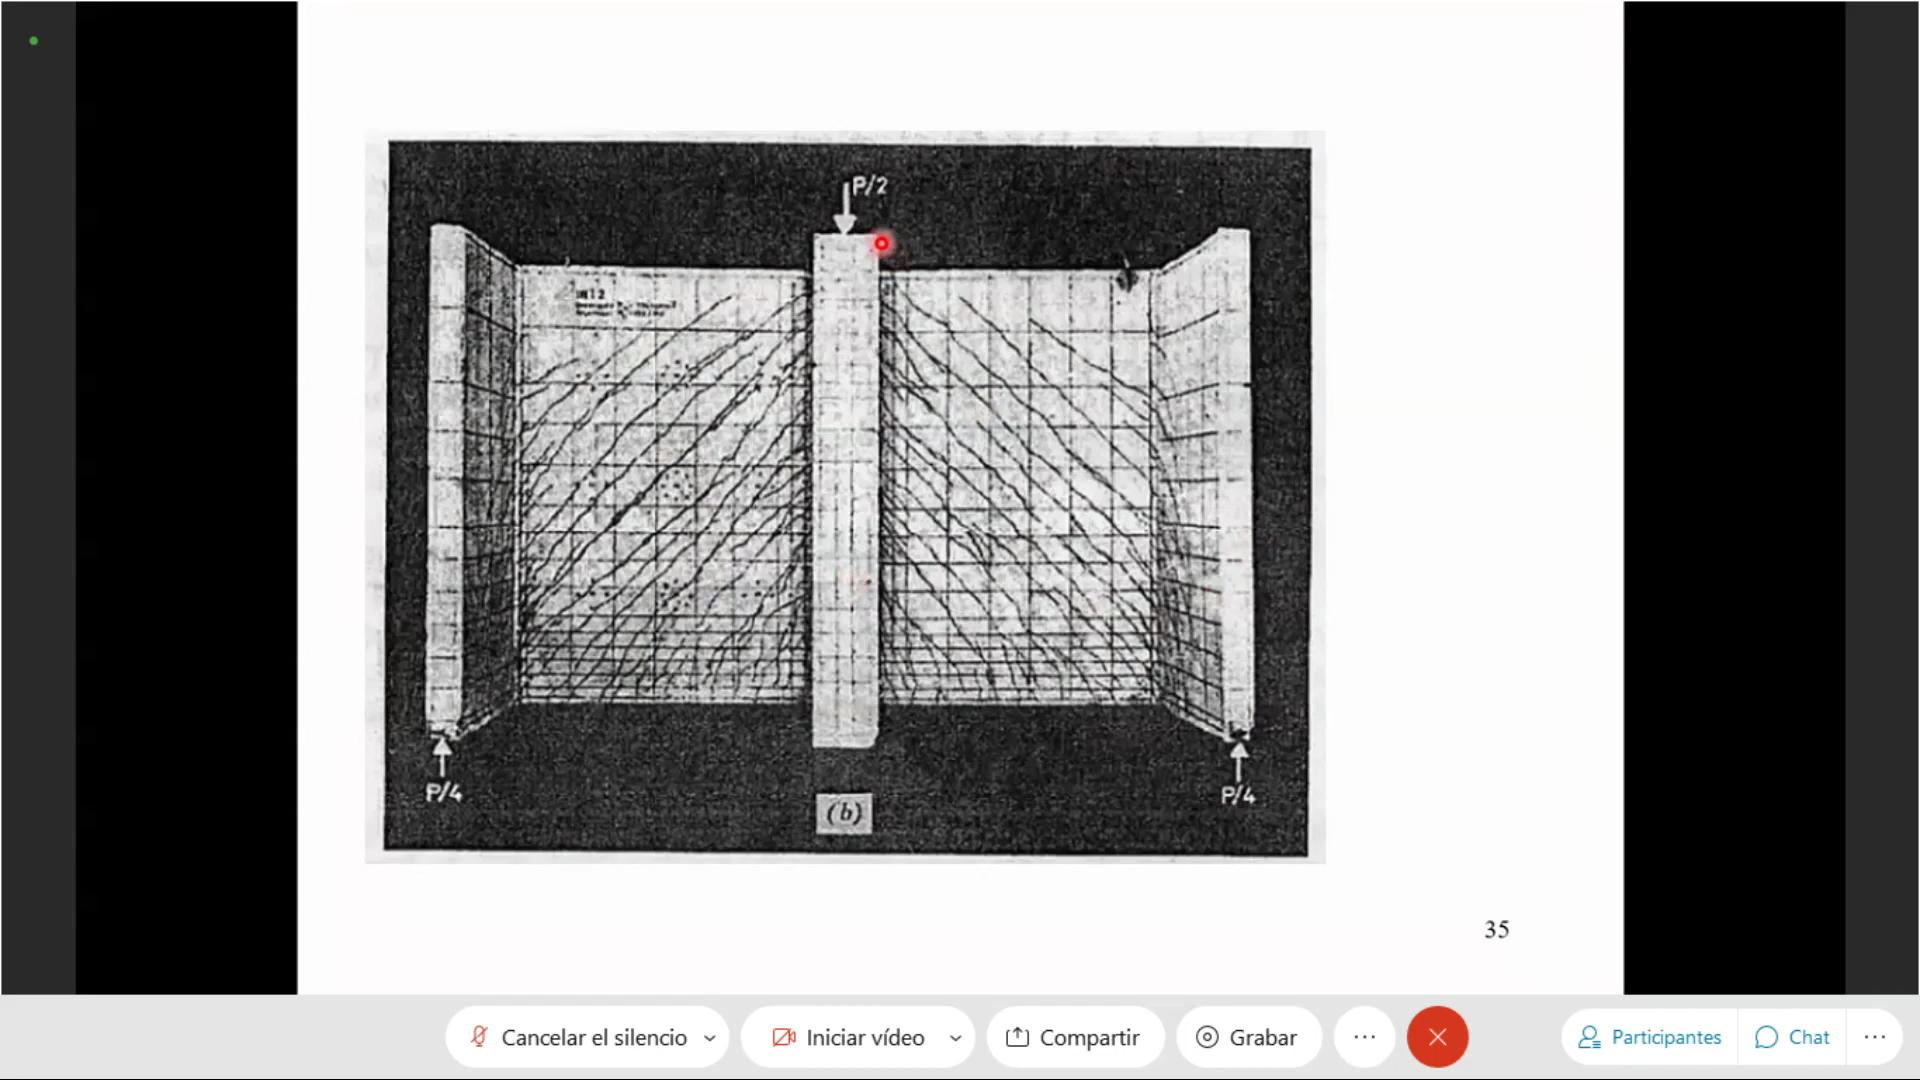 P/2
P/4
P/4
(b)
35
Cancelar el silencio
Iniciar vídeo
Compartir
Grabar
Participantes
Chat